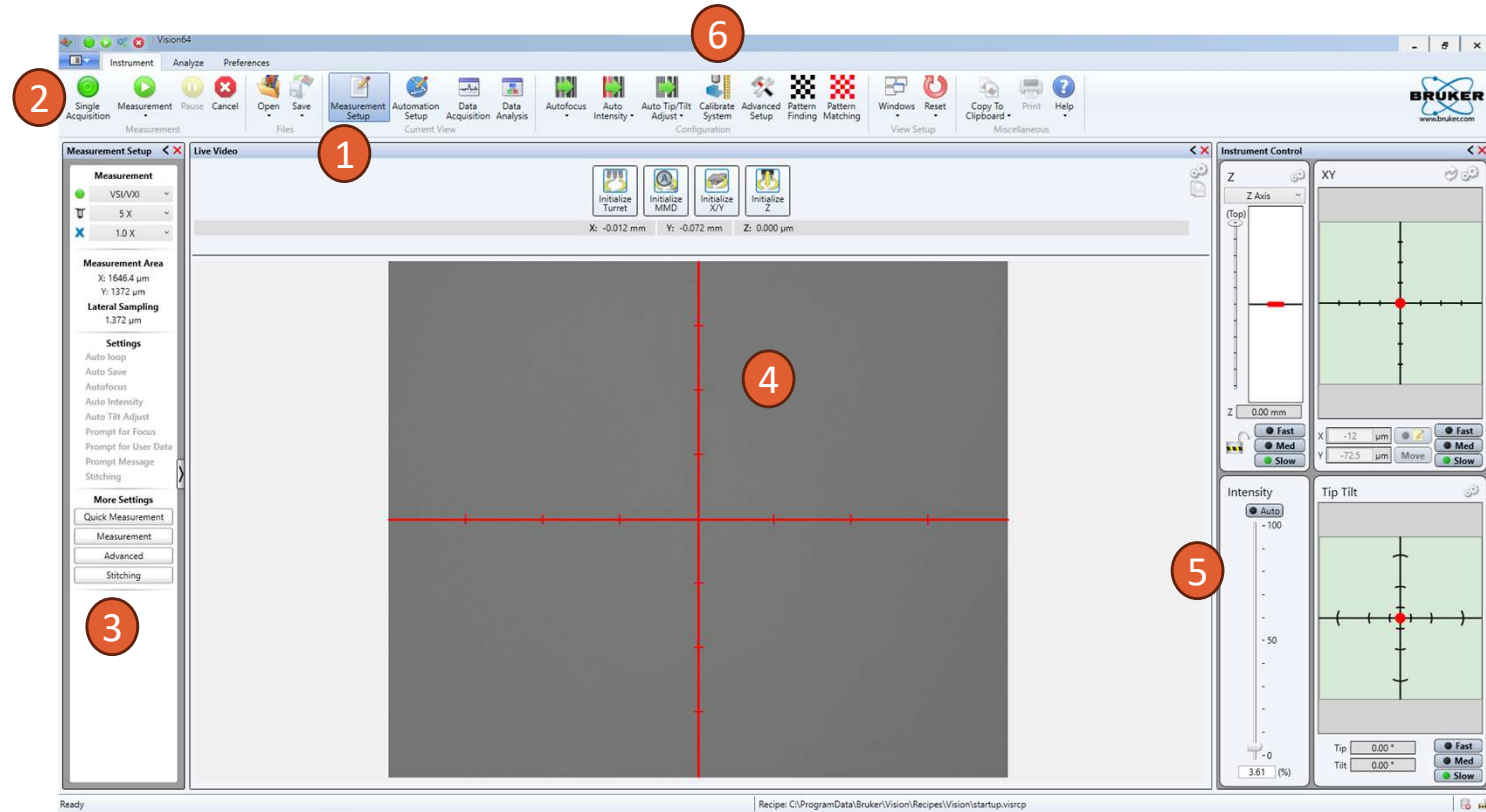 6
Vision64
Instrument Analyze Preferences
2
Single Acquisition Measurement Pause Cancel Open Save Measurement Setup Automation Setup Data Acquisition Data Analysis Autofocus Auto Intensity Auto Tip/Tilt Adjust Calibrate System Advanced Setup Pattern Finding Pattern Matching Windows Reset Copy To Clipboard Print Help
BRUKER
www.bruker.com
Measurement Files Current View Configuration View Setup Miscellaneous
1
Measurement Setup
Measurement
VSI/VXI
5 X
1.0 X
Measurement Area
X: 1646.4 µm
Y: 1372 µm
Lateral Sampling
1.372 µm
Settings
Auto loop
Auto Save
Autofocus
Auto Intensity
Auto Tilt Adjust
Prompt for Focus
Prompt for User Data
Prompt Message
Stitching
More Settings
Quick Measurement
Measurement
Advanced
Stitching
3
Live Video
Initialize Turret Initialize MMD Initialize X/Y Initialize Z
X: -0.012 mm Y: -0.072 mm Z: 0.000 µm
4
Instrument Control
Z
Z Axis
(Top)
Z 0.00 mm
Fast
Med
Slow
XY
X -12 µm
Y -72.5 µm Move
Fast
Med
Slow
5
Intensity
Auto
- 100
- 50
- 0
3.61 (%)
Tip Tilt
Tip 0.00 °
Tilt 0.00 °
Fast
Med
Slow
Ready
Recipe: C:\ProgramData\Bruker\Vision\Recipes\Vision\startup.visrcp